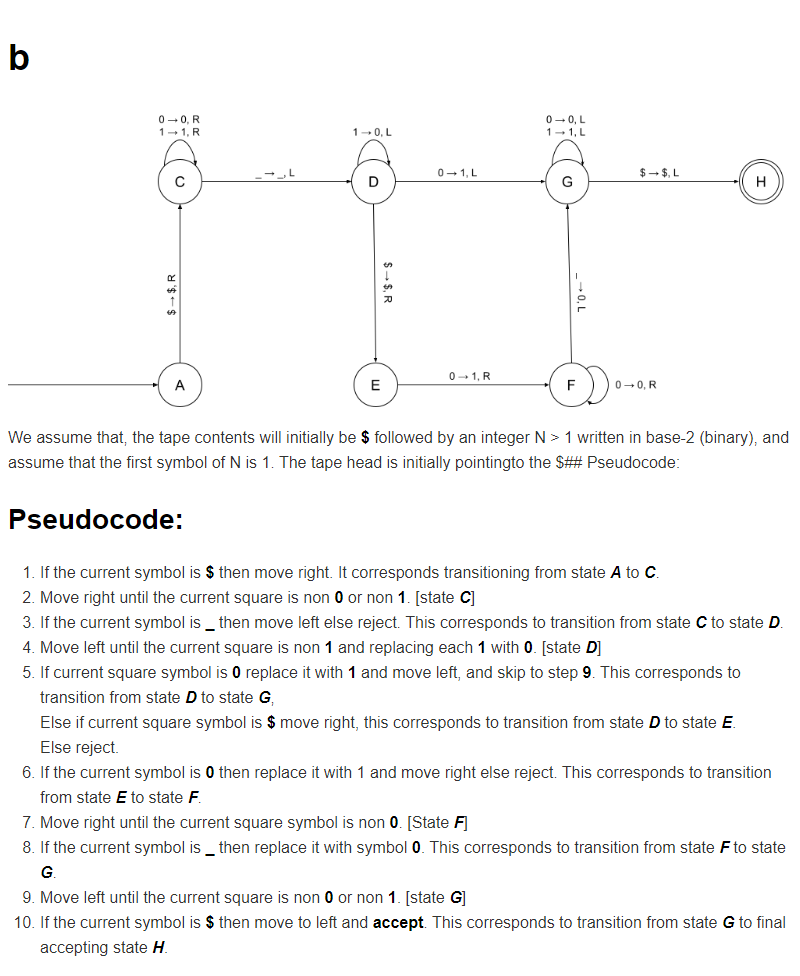 b
0 → 0, R
1 → 1, R
1 → 0, L
0 → 0, L
1 → 1, L
C
_ → _, L
D
0 → 1, L
G
$ → $, L
H
$ → $, R
$ → $, R
_ → 0, L
A
E
0 → 1, R
F
0 → 0, R
We assume that, the tape contents will initially be $ followed by an integer N > 1 written in base-2 (binary), and
assume that the first symbol of N is 1. The tape head is initially pointingto the $## Pseudocode:
Pseudocode:
1. If the current symbol is $ then move right. It corresponds transitioning from state A to C.
2. Move right until the current square is non 0 or non 1. [state C]
3. If the current symbol is _ then move left else reject. This corresponds to transition from state C to state D.
4. Move left until the current square is non 1 and replacing each 1 with 0. [state D]
5. If current square symbol is 0 replace it with 1 and move left, and skip to step 9. This corresponds to
transition from state D to state G,
Else if current square symbol is $ move right, this corresponds to transition from state D to state E.
Else reject.
6. If the current symbol is 0 then replace it with 1 and move right else reject. This corresponds to transition
from state E to state F.
7. Move right until the current square symbol is non 0. [State F]
8. If the current symbol is _ then replace it with symbol 0. This corresponds to transition from state F to state
G.
9. Move left until the current square is non 0 or non 1. [state G]
10. If the current symbol is $ then move to left and accept. This corresponds to transition from state G to final
accepting state H.